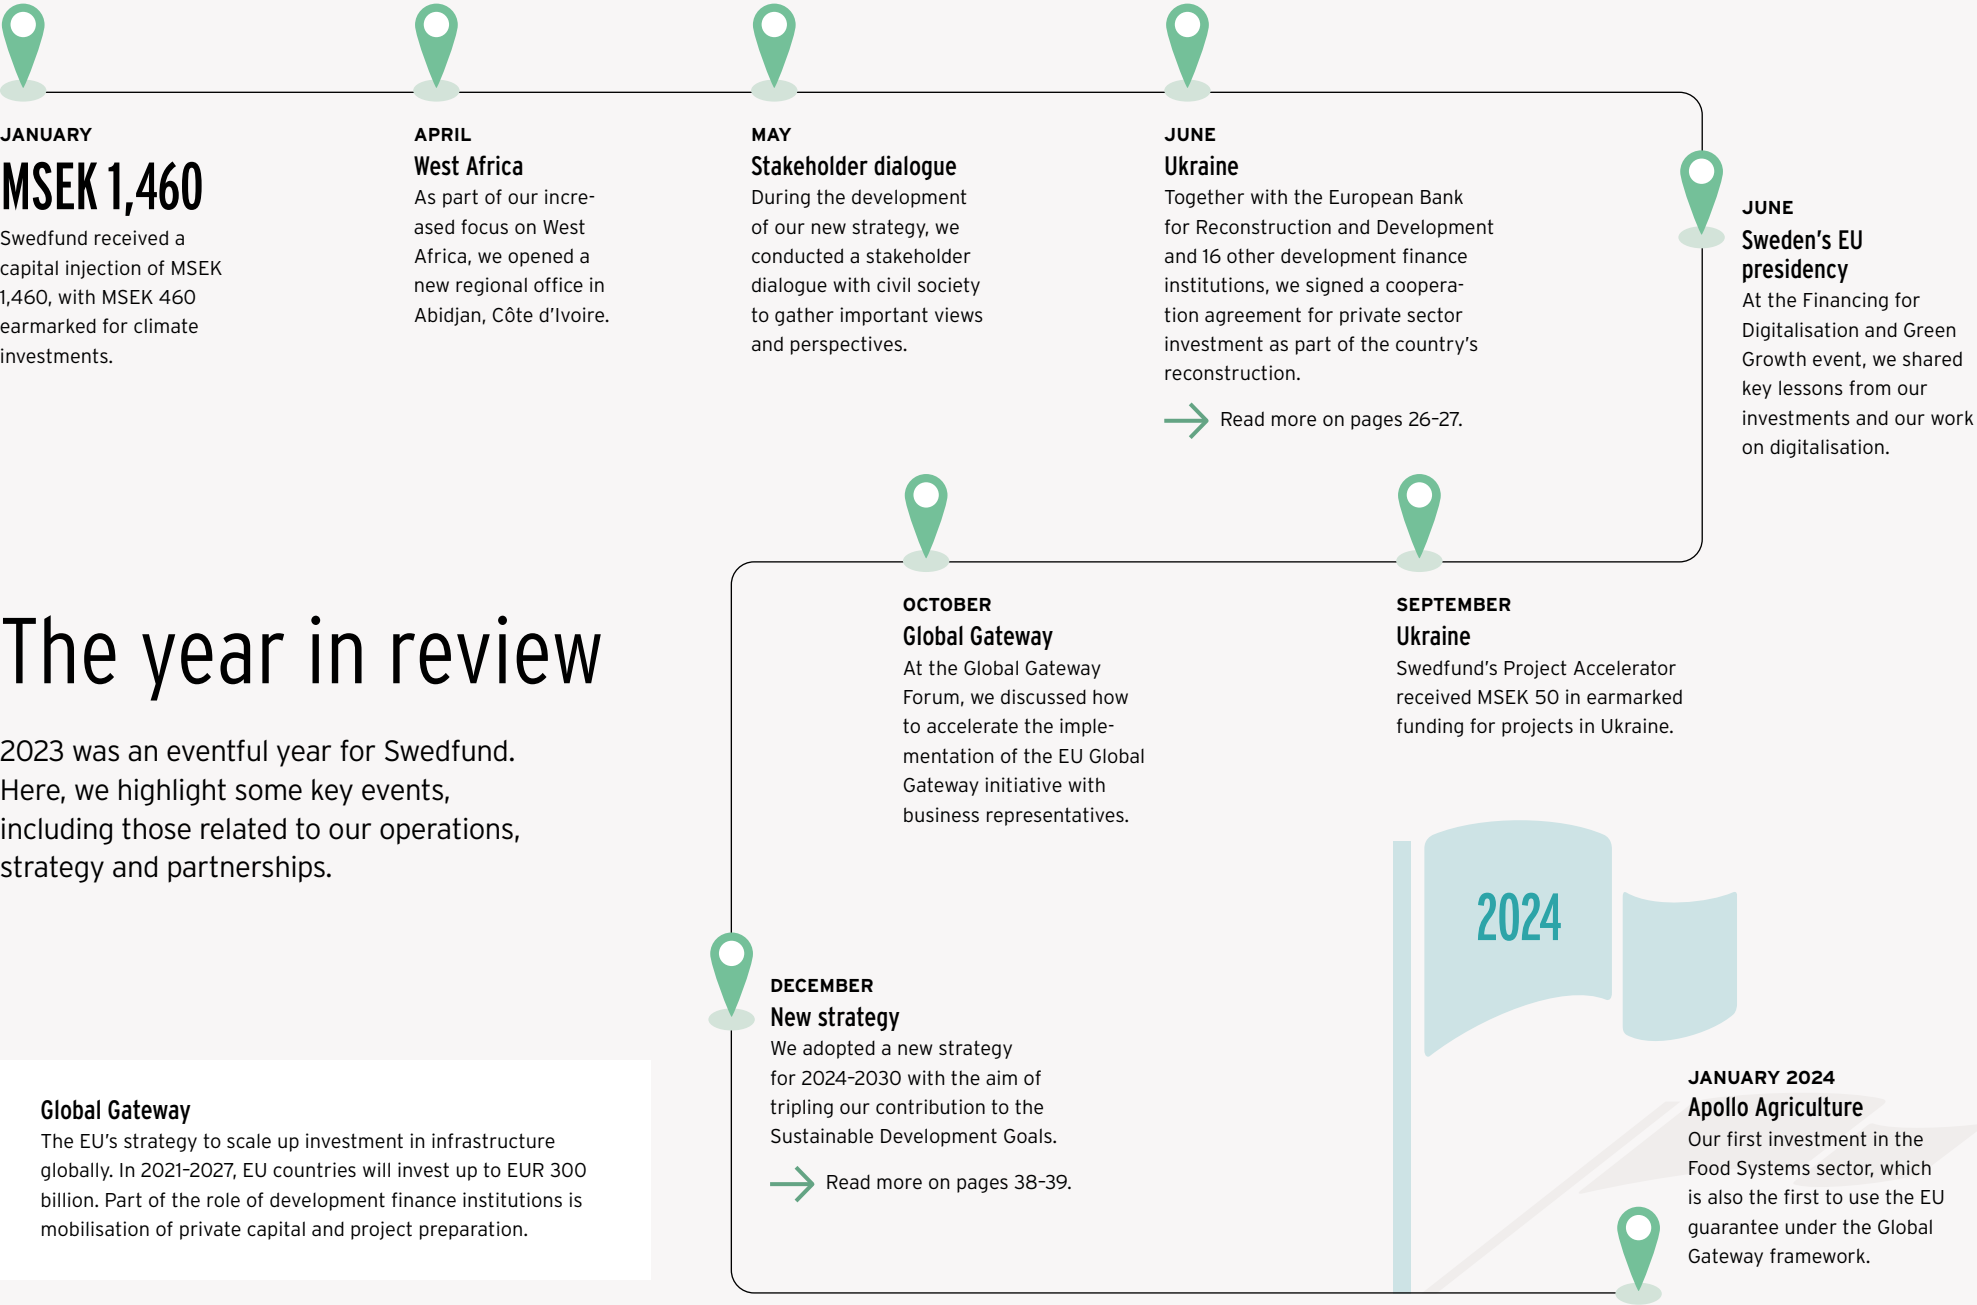 JANUARY
MSEK 1,460
Swedfund received a
capital injection of MSEK
1,460, with MSEK 460
earmarked for climate
investments.
APRIL
West Africa
As part of our incre-
ased focus on West
Africa, we opened a
new regional office in
Abidjan, Côte d'Ivoire.
MAY
Stakeholder dialogue
During the development
of our new strategy, we
conducted a stakeholder
dialogue with civil society
to gather important views
and perspectives.
JUNE
Ukraine
Together with the European Bank
for Reconstruction and Development
and 16 other development finance
institutions, we signed a coopera-
tion agreement for private sector
investment as part of the country's
reconstruction.
Read more on pages 26–27.
JUNE
Sweden's EU
presidency
At the Financing for
Digitalisation and Green
Growth event, we shared
key lessons from our
investments and our work
on digitalisation.
SEPTEMBER
Ukraine
Swedfund's Project Accelerator
received MSEK 50 in earmarked
funding for projects in Ukraine.
OCTOBER
Global Gateway
At the Global Gateway
Forum, we discussed how
to accelerate the imple-
mentation of the EU Global
Gateway initiative with
business representatives.
The year in review
2023 was an eventful year for Swedfund.
Here, we highlight some key events,
including those related to our operations,
strategy and partnerships.
DECEMBER
New strategy
We adopted a new strategy
for 2024–2030 with the aim of
tripling our contribution to the
Sustainable Development Goals.
Read more on pages 38–39.
2024
JANUARY 2024
Apollo Agriculture
Our first investment in the
Food Systems sector, which
is also the first to use the EU
guarantee under the Global
Gateway framework.
Global Gateway
The EU's strategy to scale up investment in infrastructure
globally. In 2021–2027, EU countries will invest up to EUR 300
billion. Part of the role of development finance institutions is
mobilisation of private capital and project preparation.